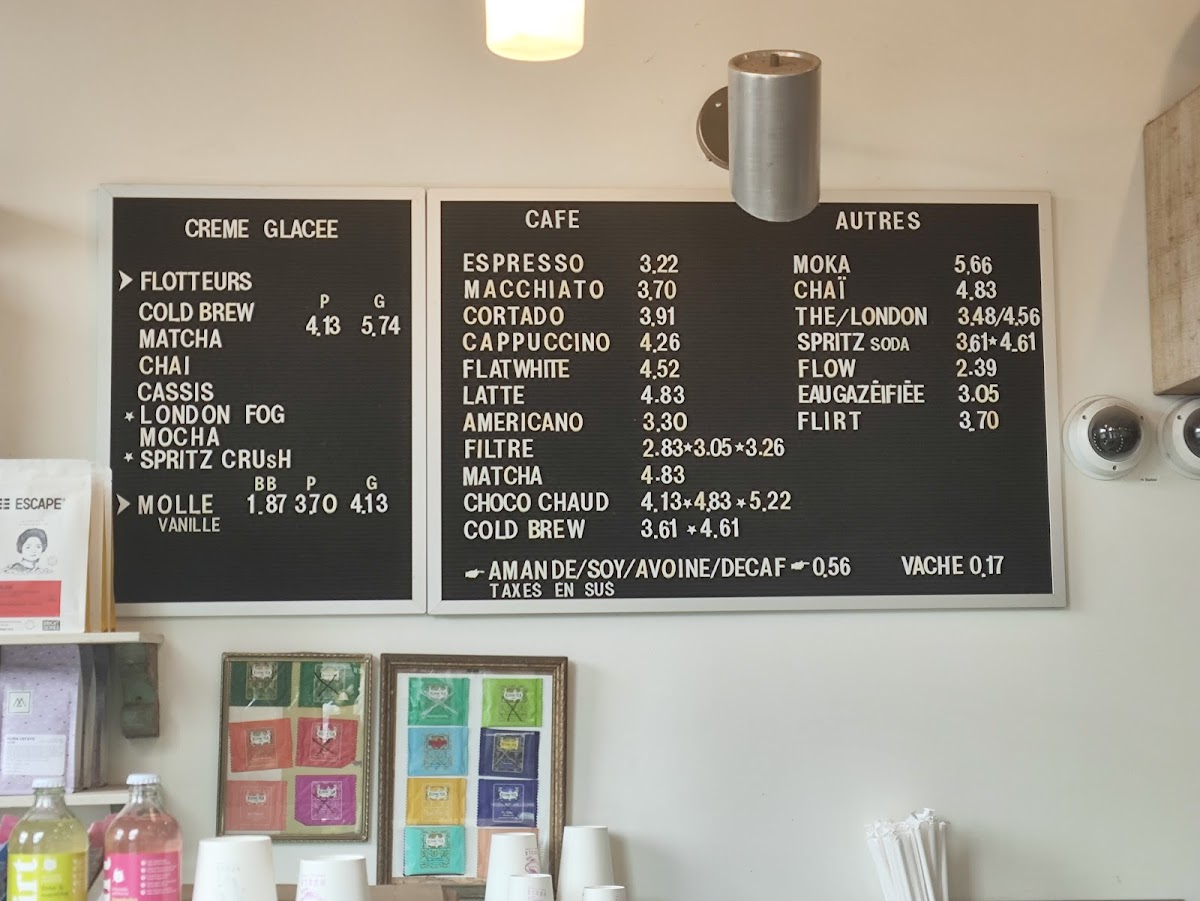 CREME GLACEE
FLOTTEURS
P G
COLD BREW 4.13 5.74
MATCHA
CHAI
CASSIS
★ LONDON FOG
MOCHA
★ SPRITZ CRUsH
BB P G
MOLLE 1.87 3.70 4.13
VANILLE
CAFE
ESPRESSO 3.22
MACCHIATO 3.70
CORTADO 3.91
CAPPUCCINO 4.26
FLATWHITE 4.52
LATTE 4.83
AMERICANO 3.30
FILTRE 2.83★3.05★3.26
MATCHA 4.83
CHOCO CHAUD 4.13★4.83★5.22
COLD BREW 3.61★4.61
AUTRES
MOKA 5.66
CHAÏ 4.83
THE/LONDON 3.48/4.56
SPRITZ SODA 3.61★4.61
FLOW 2.39
EAU GAZĖIFIĖE 3.05
FLIRT 3.70
AMANDE/SOY/AVOINE/DECAF 0.56 VACHE 0.17
TAXES EN SUS
ESCAPE